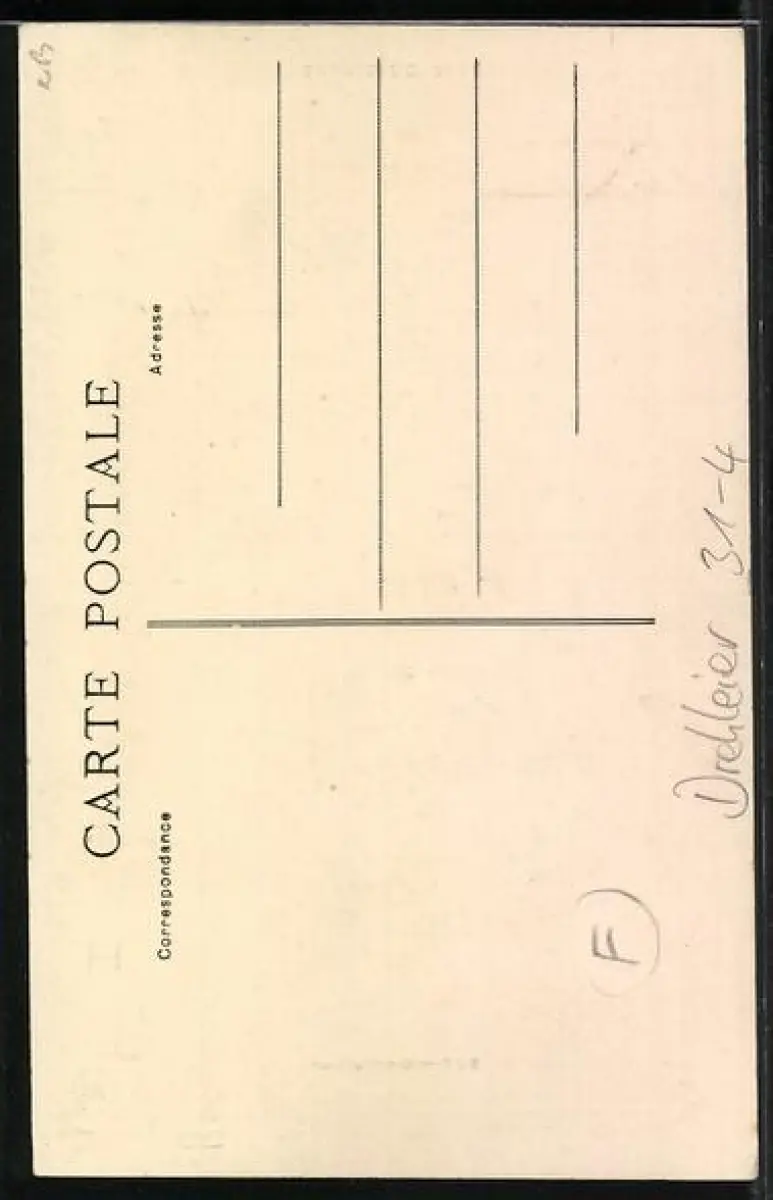 CARTE POSTALE
Correspondance
Adresse
F
Drehleier 31-4